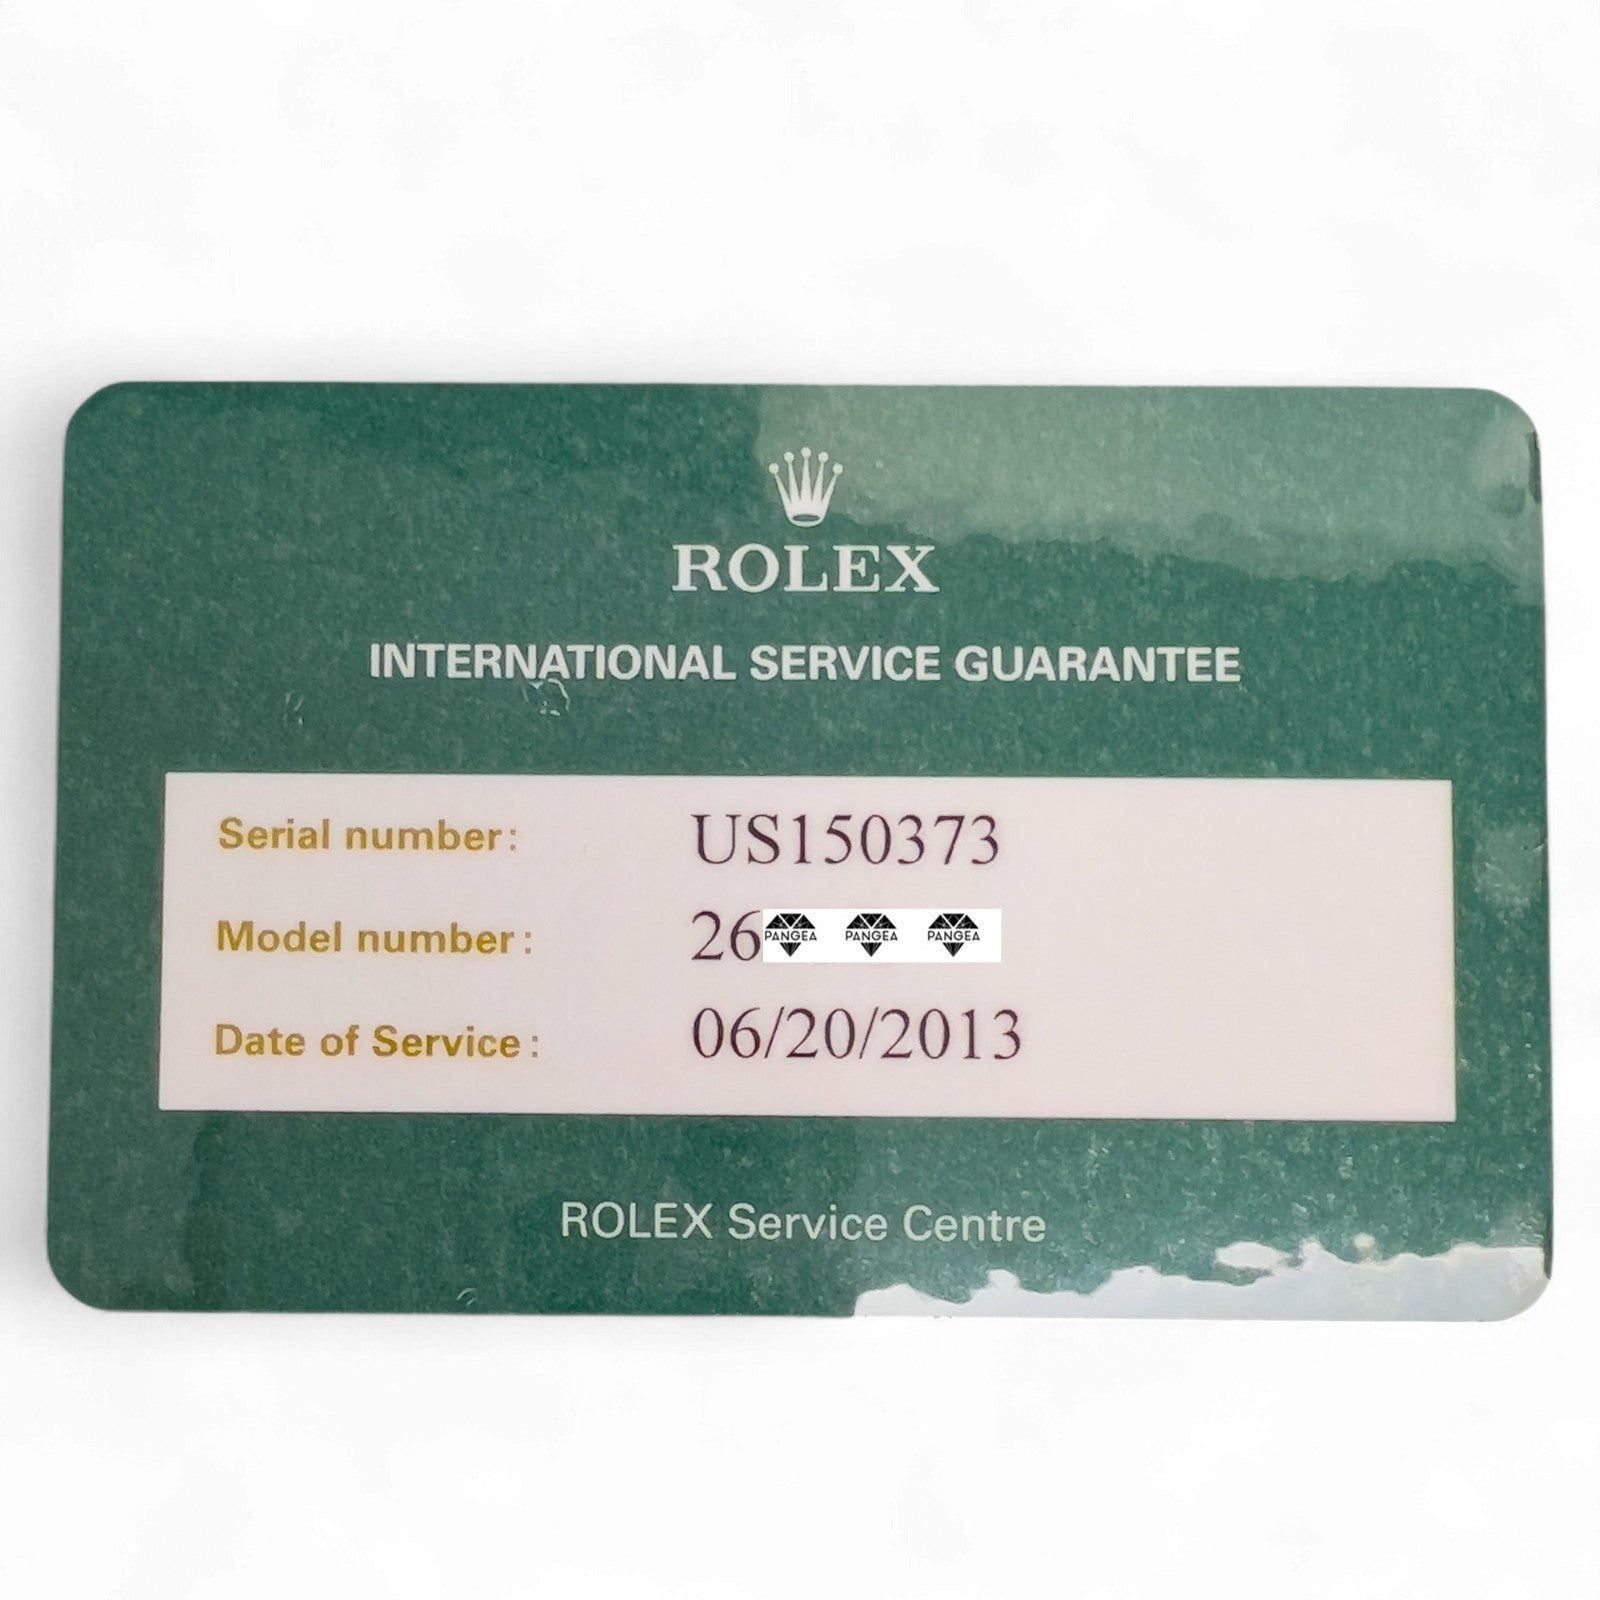 ROLEX
INTERNATIONAL SERVICE GUARANTEE
Serial number: US150373
Model number: 26 PANGEA PANGEA PANGEA
Date of Service: 06/20/2013
ROLEX Service Centre